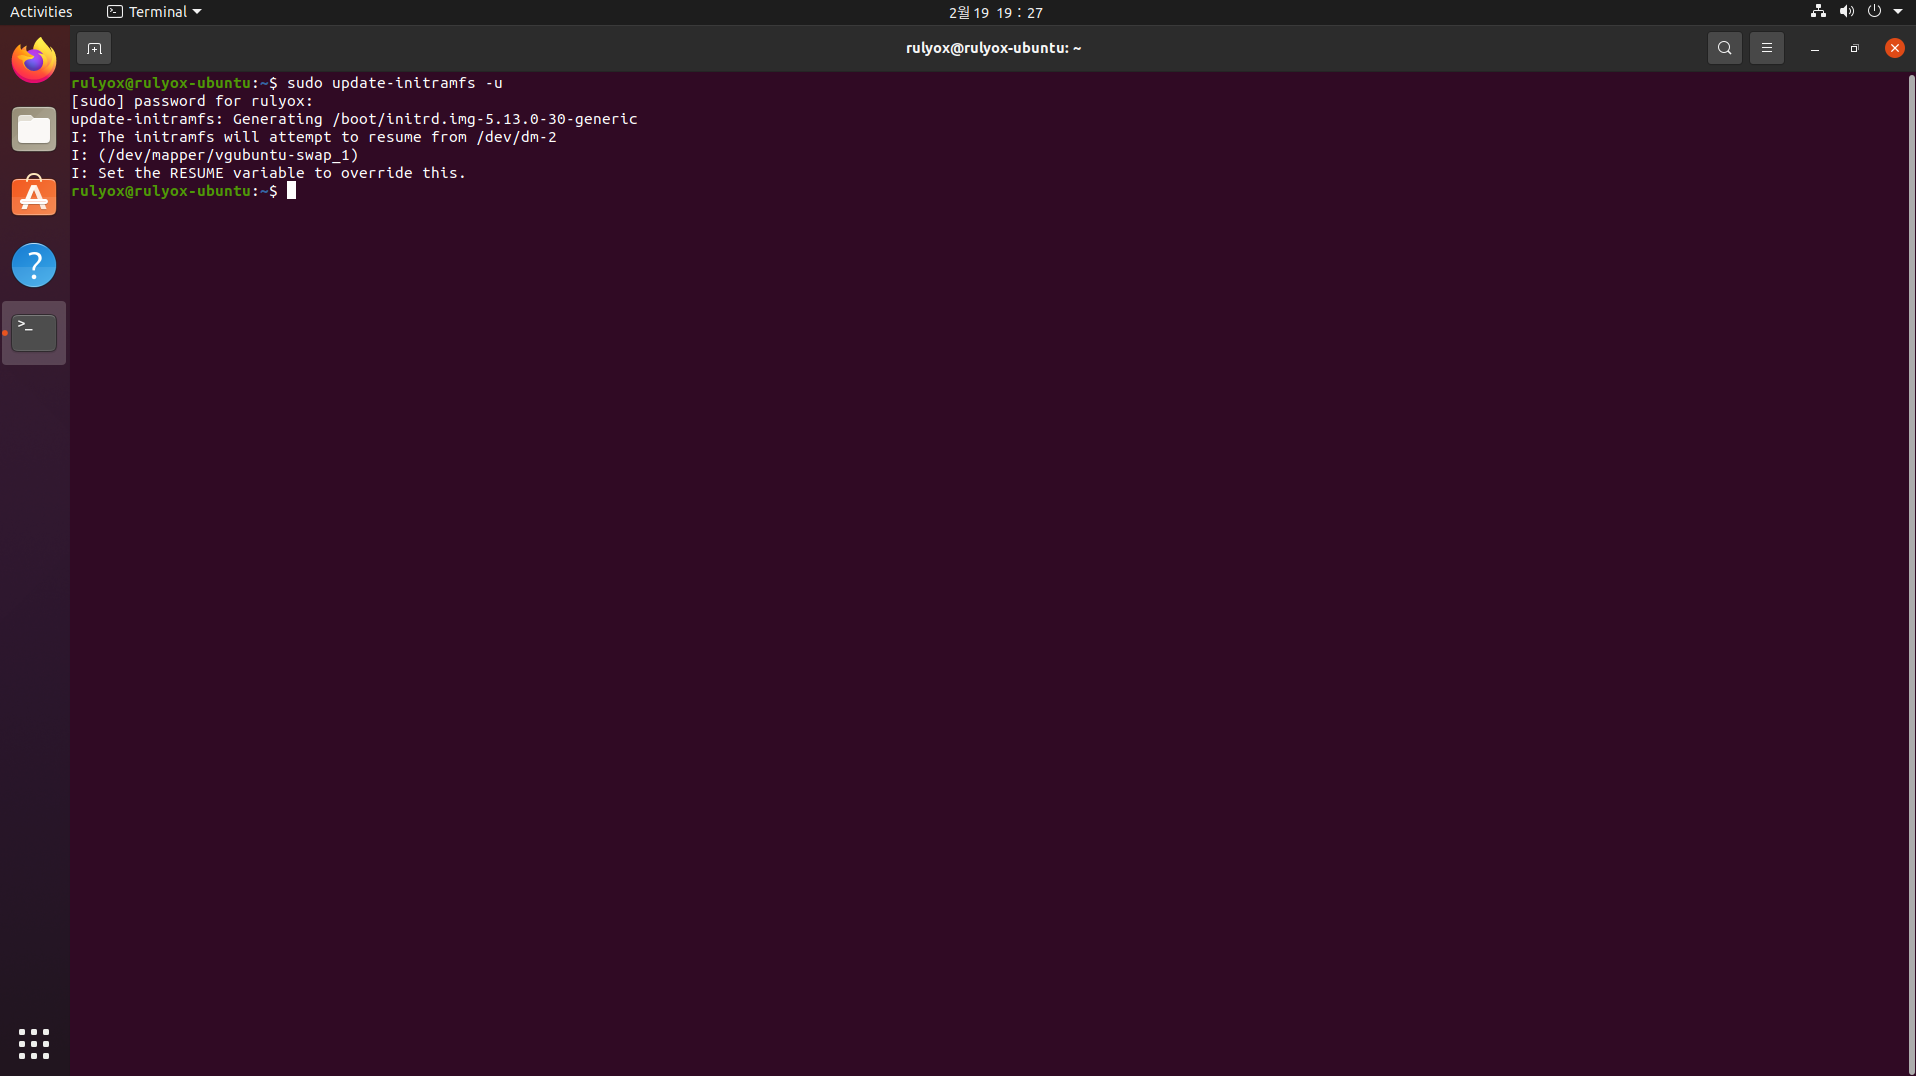 Activities
Terminal
2월 19 19 : 27
rulyox@rulyox-ubuntu: ~
rulyox@rulyox-ubuntu:~$ sudo update-initramfs -u
[sudo] password for rulyox:
update-initramfs: Generating /boot/initrd.img-5.13.0-30-generic
I: The initramfs will attempt to resume from /dev/dm-2
I: (/dev/mapper/vgubuntu-swap_1)
I: Set the RESUME variable to override this.
rulyox@rulyox-ubuntu:~$